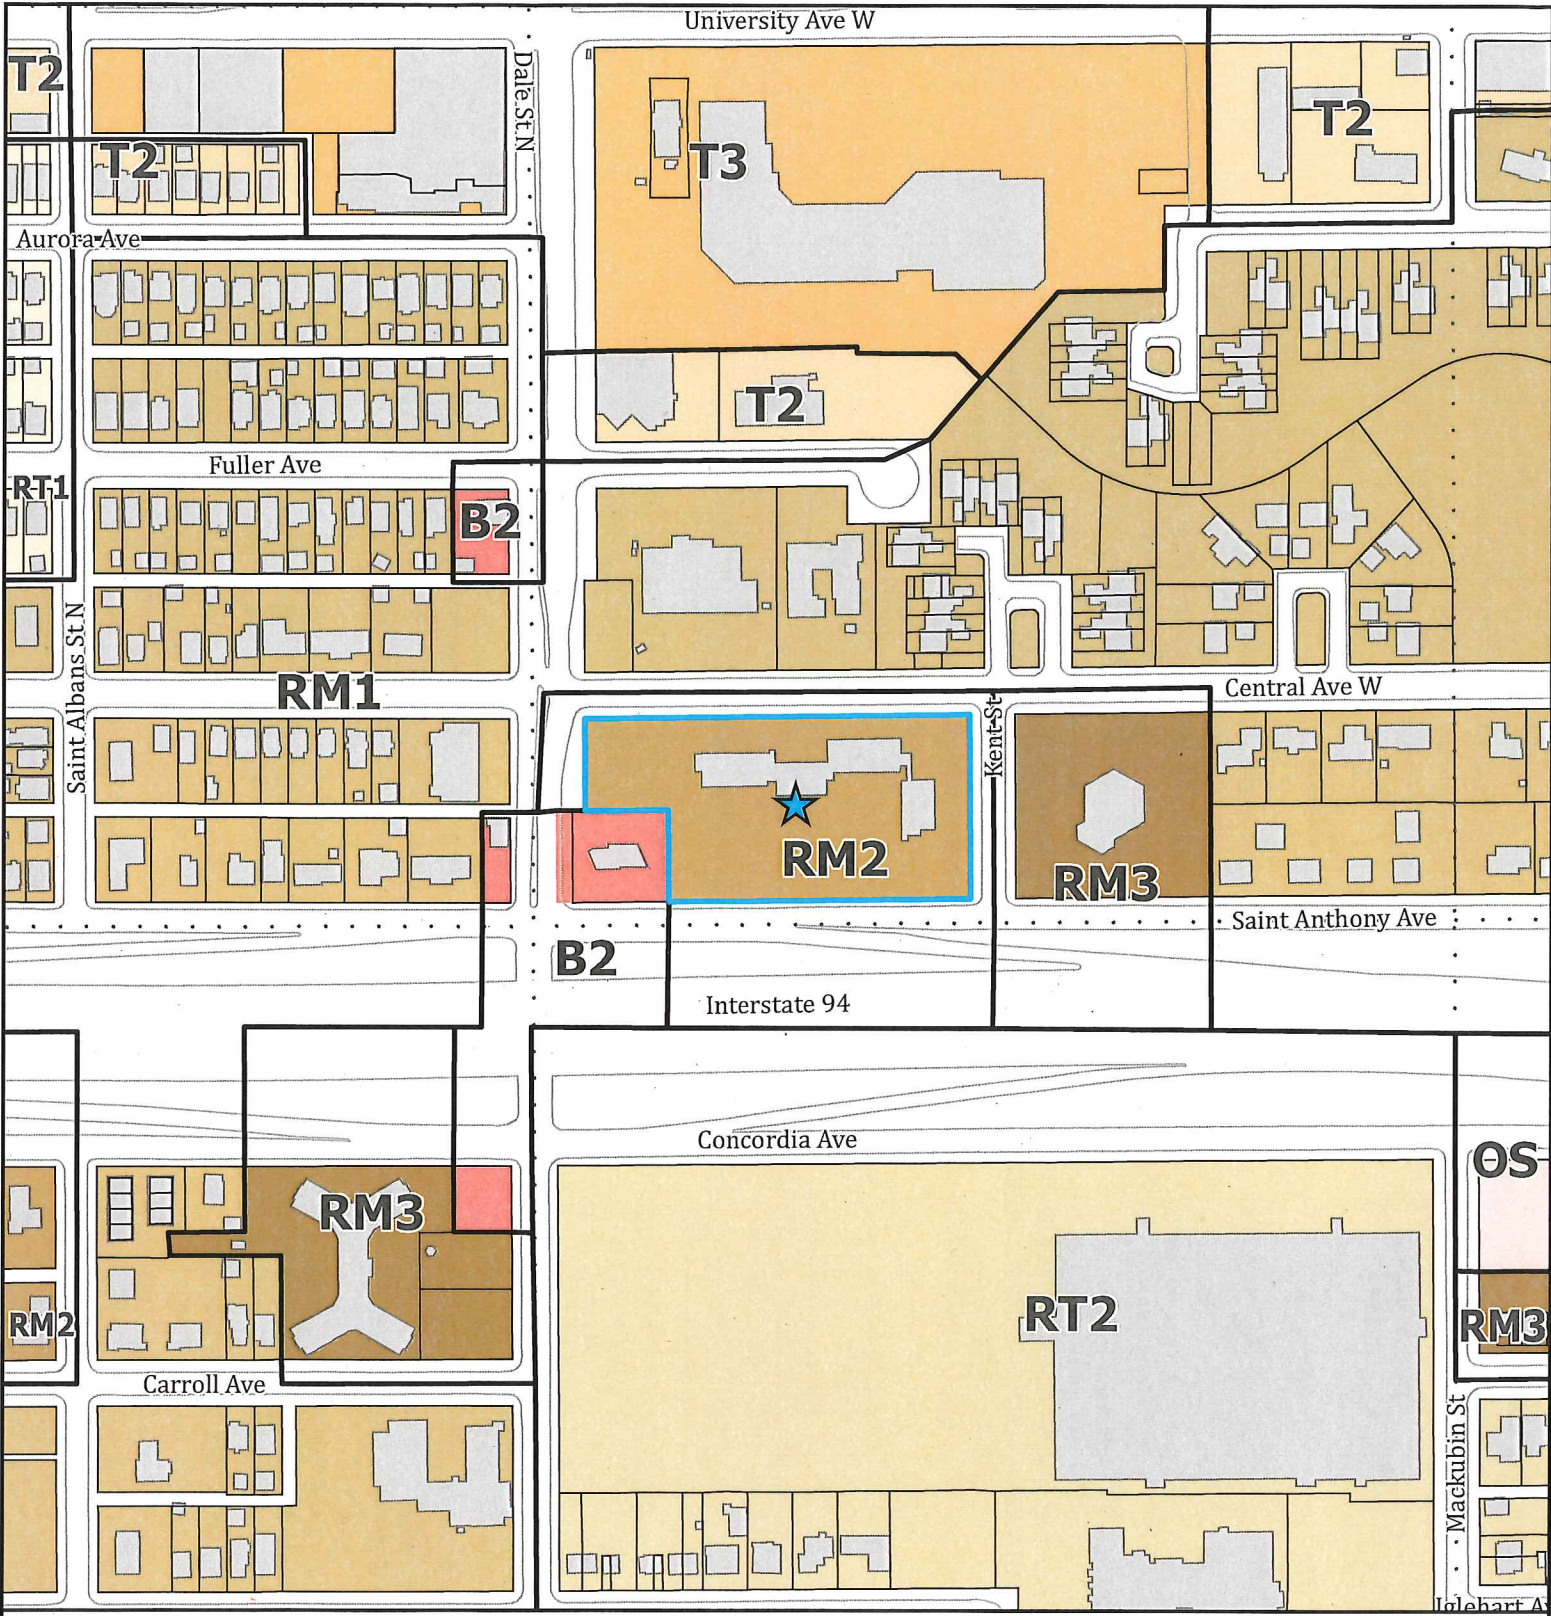 University Ave W
T2
Dale St N
T2
T3
T2
Aurora Ave
T2
Fuller Ave
RT1
B2
Saint Albans St N
RM1
Central Ave W
Kent St
RM2
RM3
Saint Anthony Ave
B2
Interstate 94
Concordia Ave
OS
RM3
RM2
RT2
RM3
Carroll Ave
Mackubin St
Iglehart A